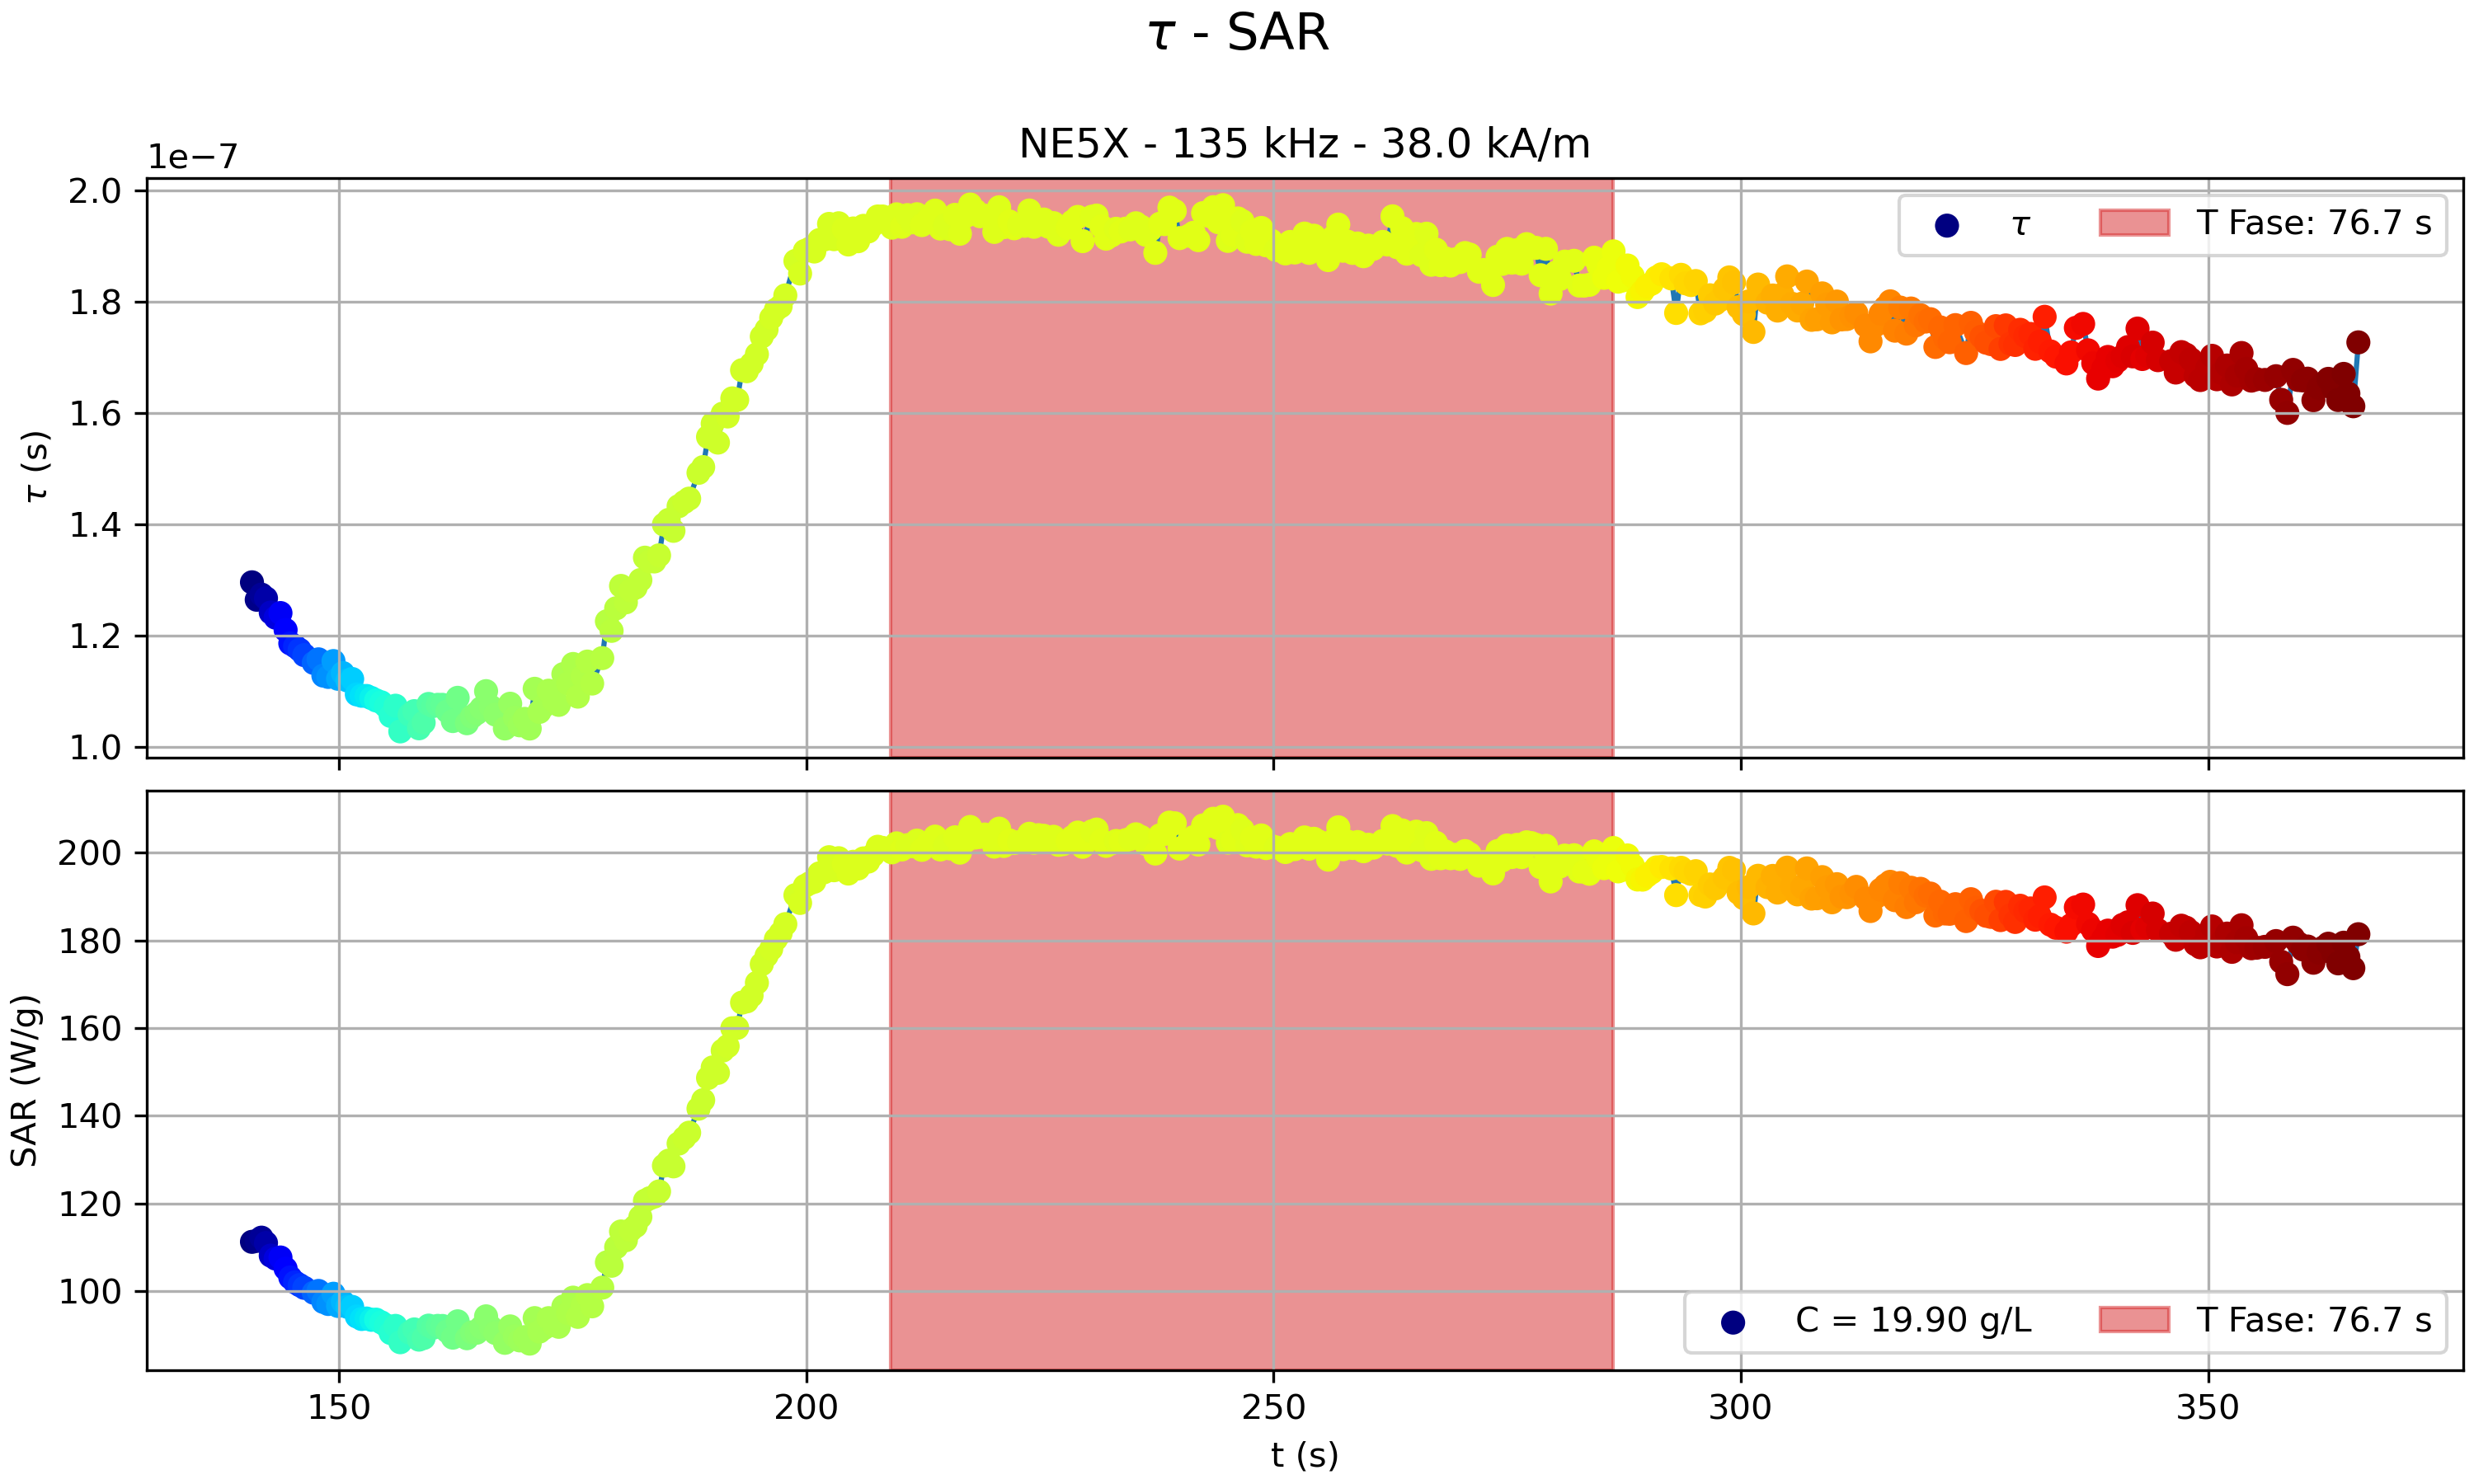 τ - SAR
NE5X - 135 kHz - 38.0 kA/m
1e−7
2.0
1.8
1.6
1.4
1.2
1.0
τ (s)
τ
T Fase: 76.7 s
200
180
160
140
120
100
SAR (W/g)
C = 19.90 g/L
T Fase: 76.7 s
150 200 250 300 350
t (s)